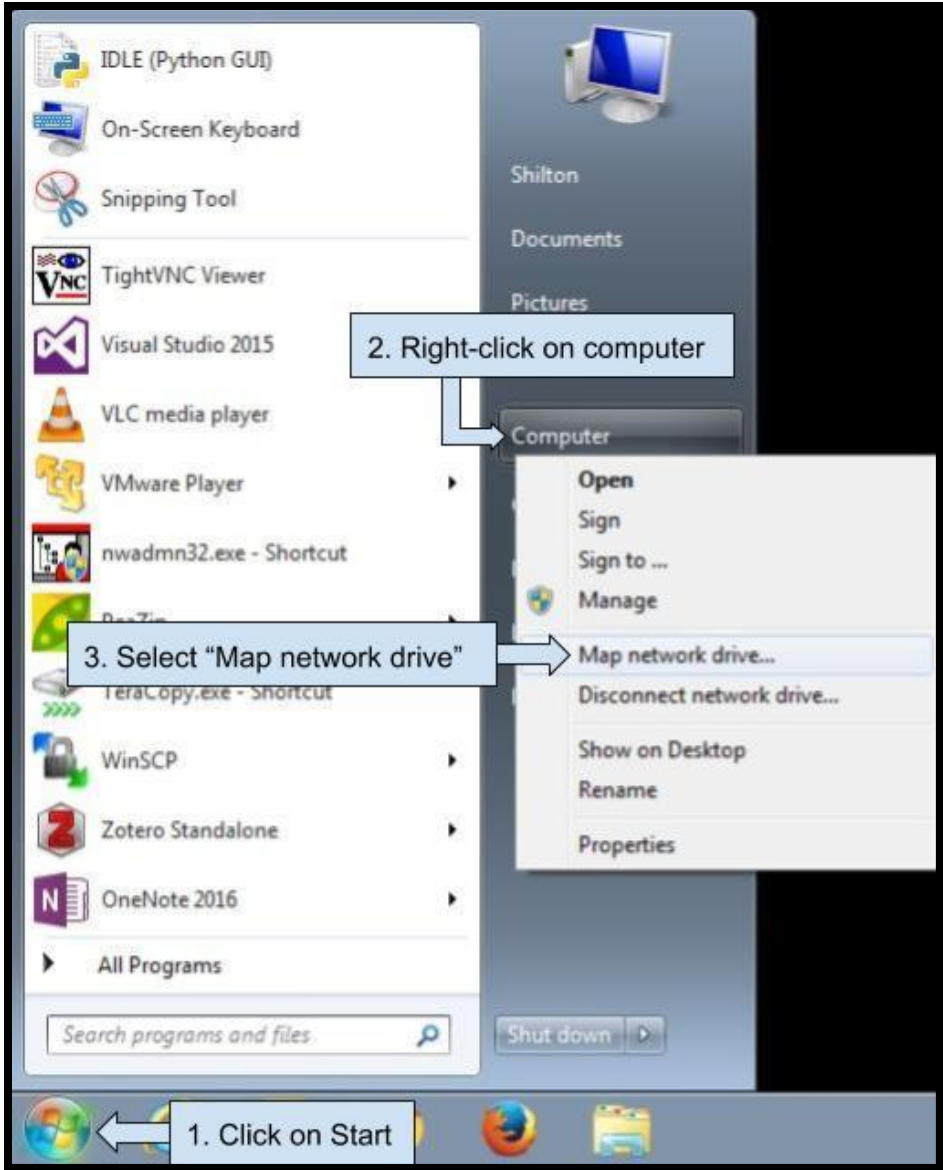 IDLE (Python GUI)
On-Screen Keyboard
Snipping Tool
VNC
TightVNC Viewer
Visual Studio 2015
VLC media player
VMware Player
nwadmn32.exe - Shortcut
3. Select “Map network drive”
TeraCopy.exe - Shortcut
WinSCP
Zotero Standalone
OneNote 2016
All Programs
Search programs and files
Shilton
Documents
Pictures
2. Right-click on computer
Computer
Open
Sign
Sign to ...
Manage
Map network drive...
Disconnect network drive...
Show on Desktop
Rename
Properties
Shut down
1. Click on Start